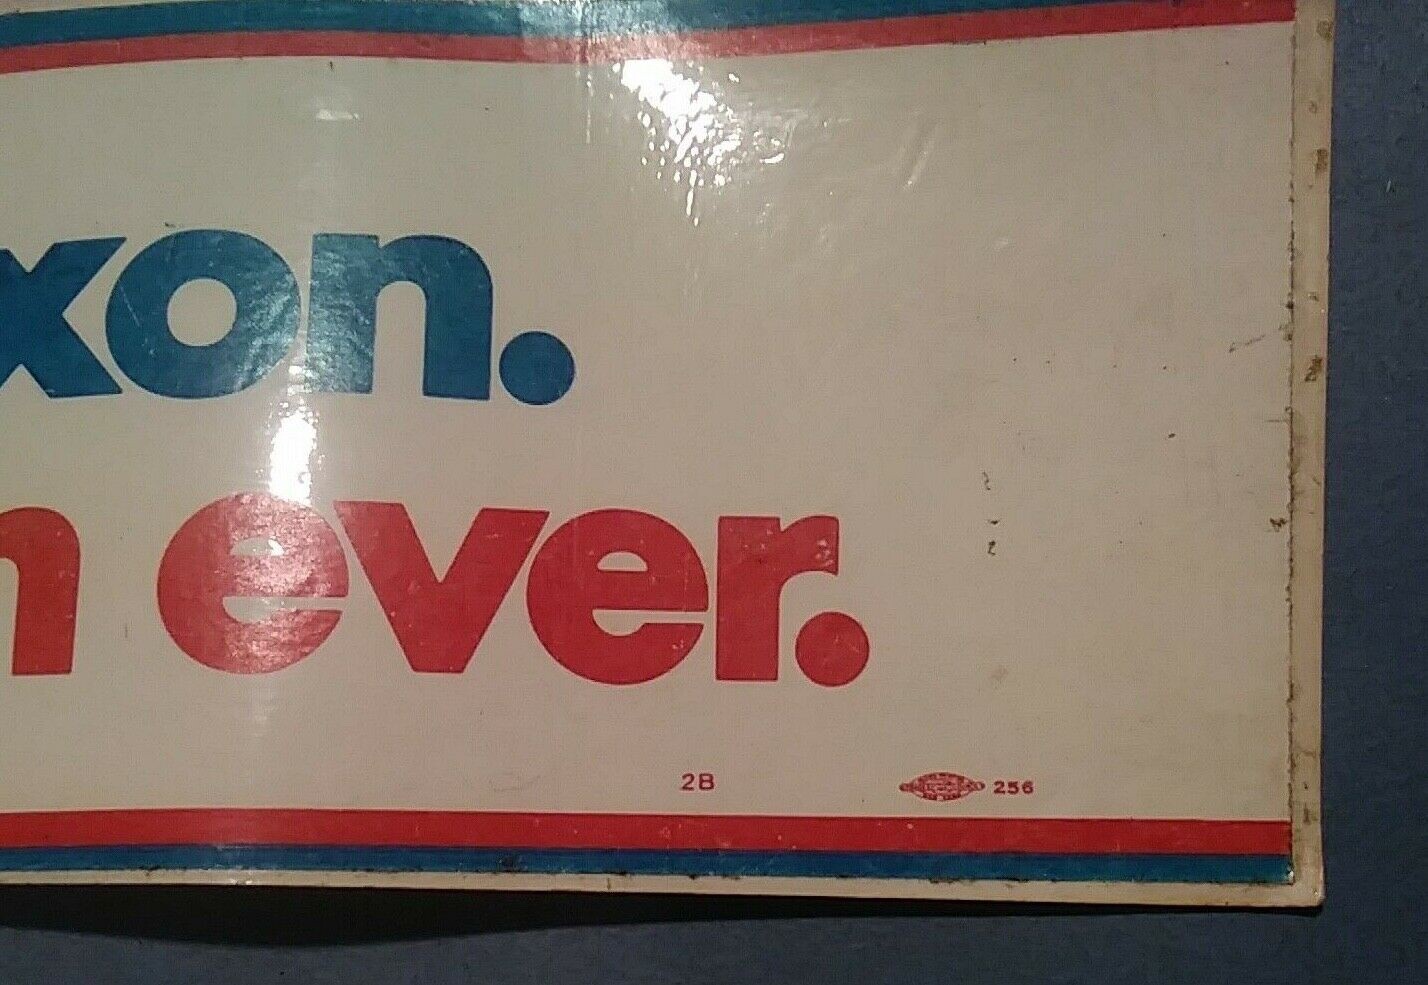 xon.
n ever.
2B 256